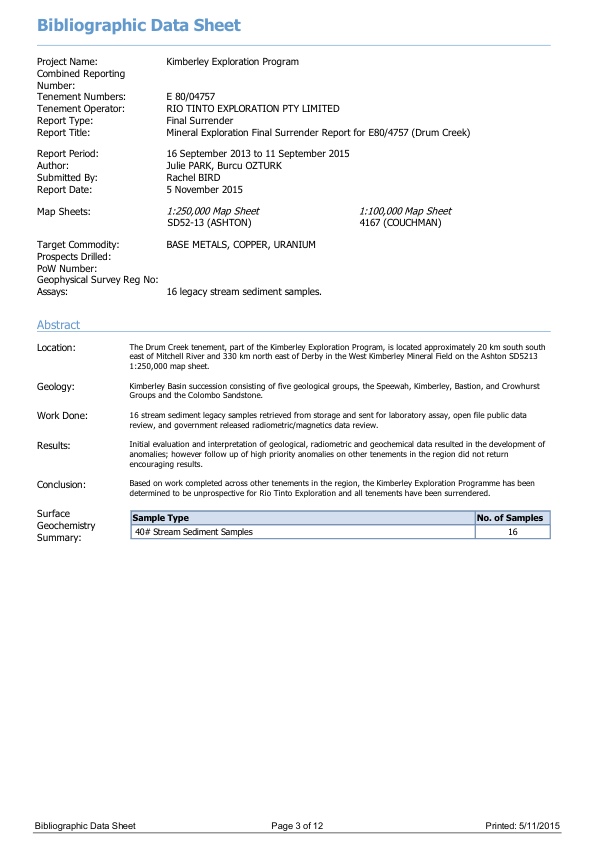 Bibliographic Data Sheet
Project Name: Kimberley Exploration Program
Combined Reporting
Number:
Tenement Numbers: E 80/04757
Tenement Operator: RIO TINTO EXPLORATION PTY LIMITED
Report Type: Final Surrender
Report Title: Mineral Exploration Final Surrender Report for E80/4757 (Drum Creek)
Report Period: 16 September 2013 to 11 September 2015
Author: Julie PARK, Burcu OZTURK
Submitted By: Rachel BIRD
Report Date: 5 November 2015
Map Sheets: 1:250,000 Map Sheet 1:100,000 Map Sheet
SD52-13 (ASHTON) 4167 (COUCHMAN)
Target Commodity: BASE METALS, COPPER, URANIUM
Prospects Drilled:
PoW Number:
Geophysical Survey Reg No:
Assays: 16 legacy stream sediment samples.
Abstract
Location: The Drum Creek tenement, part of the Kimberley Exploration Program, is located approximately 20 km south south
east of Mitchell River and 330 km north east of Derby in the West Kimberley Mineral Field on the Ashton SD5213
1:250,000 map sheet.
Geology: Kimberley Basin succession consisting of five geological groups, the Speewah, Kimberley, Bastion, and Crowhurst
Groups and the Colombo Sandstone.
Work Done: 16 stream sediment legacy samples retrieved from storage and sent for laboratory assay, open file public data
review, and government released radiometric/magnetics data review.
Results: Initial evaluation and interpretation of geological, radiometric and geochemical data resulted in the development of
anomalies; however follow up of high priority anomalies on other tenements in the region did not return
encouraging results.
Conclusion: Based on work completed across other tenements in the region, the Kimberley Exploration Programme has been
determined to be unprospective for Rio Tinto Exploration and all tenements have been surrendered.
Surface
Geochemistry
Summary:
Sample Type No. of Samples
40# Stream Sediment Samples 16
Bibliographic Data Sheet Page 3 of 12 Printed: 5/11/2015